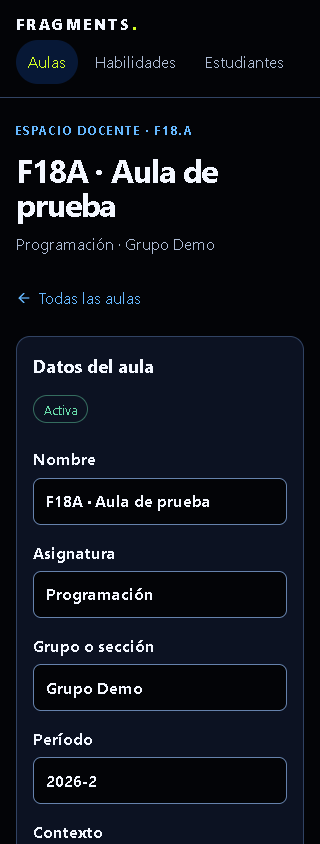 FRAGMENTS.
Aulas Habilidades Estudiantes
ESPACIO DOCENTE · F18.A
F18A · Aula de
prueba
Programación · Grupo Demo
← Todas las aulas
Datos del aula
Activa
Nombre
F18A · Aula de prueba
Asignatura
Programación
Grupo o sección
Grupo Demo
Período
2026-2
Contexto